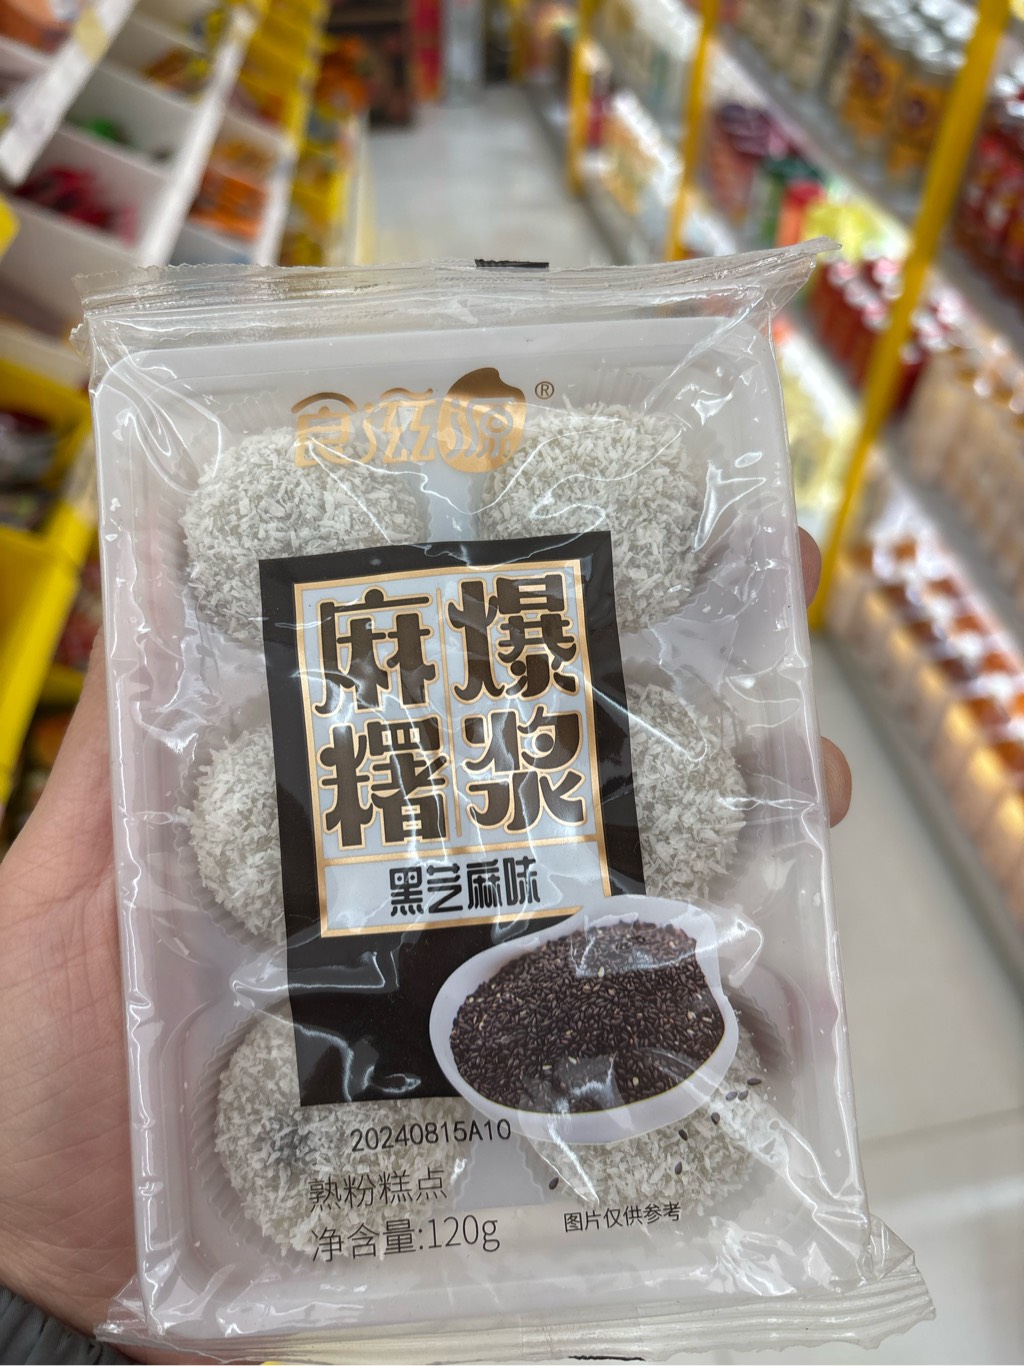 食滋源®
爆浆
麻糬
黑芝麻味
20240815A10
熟粉糕点
净含量:120g
图片仅供参考